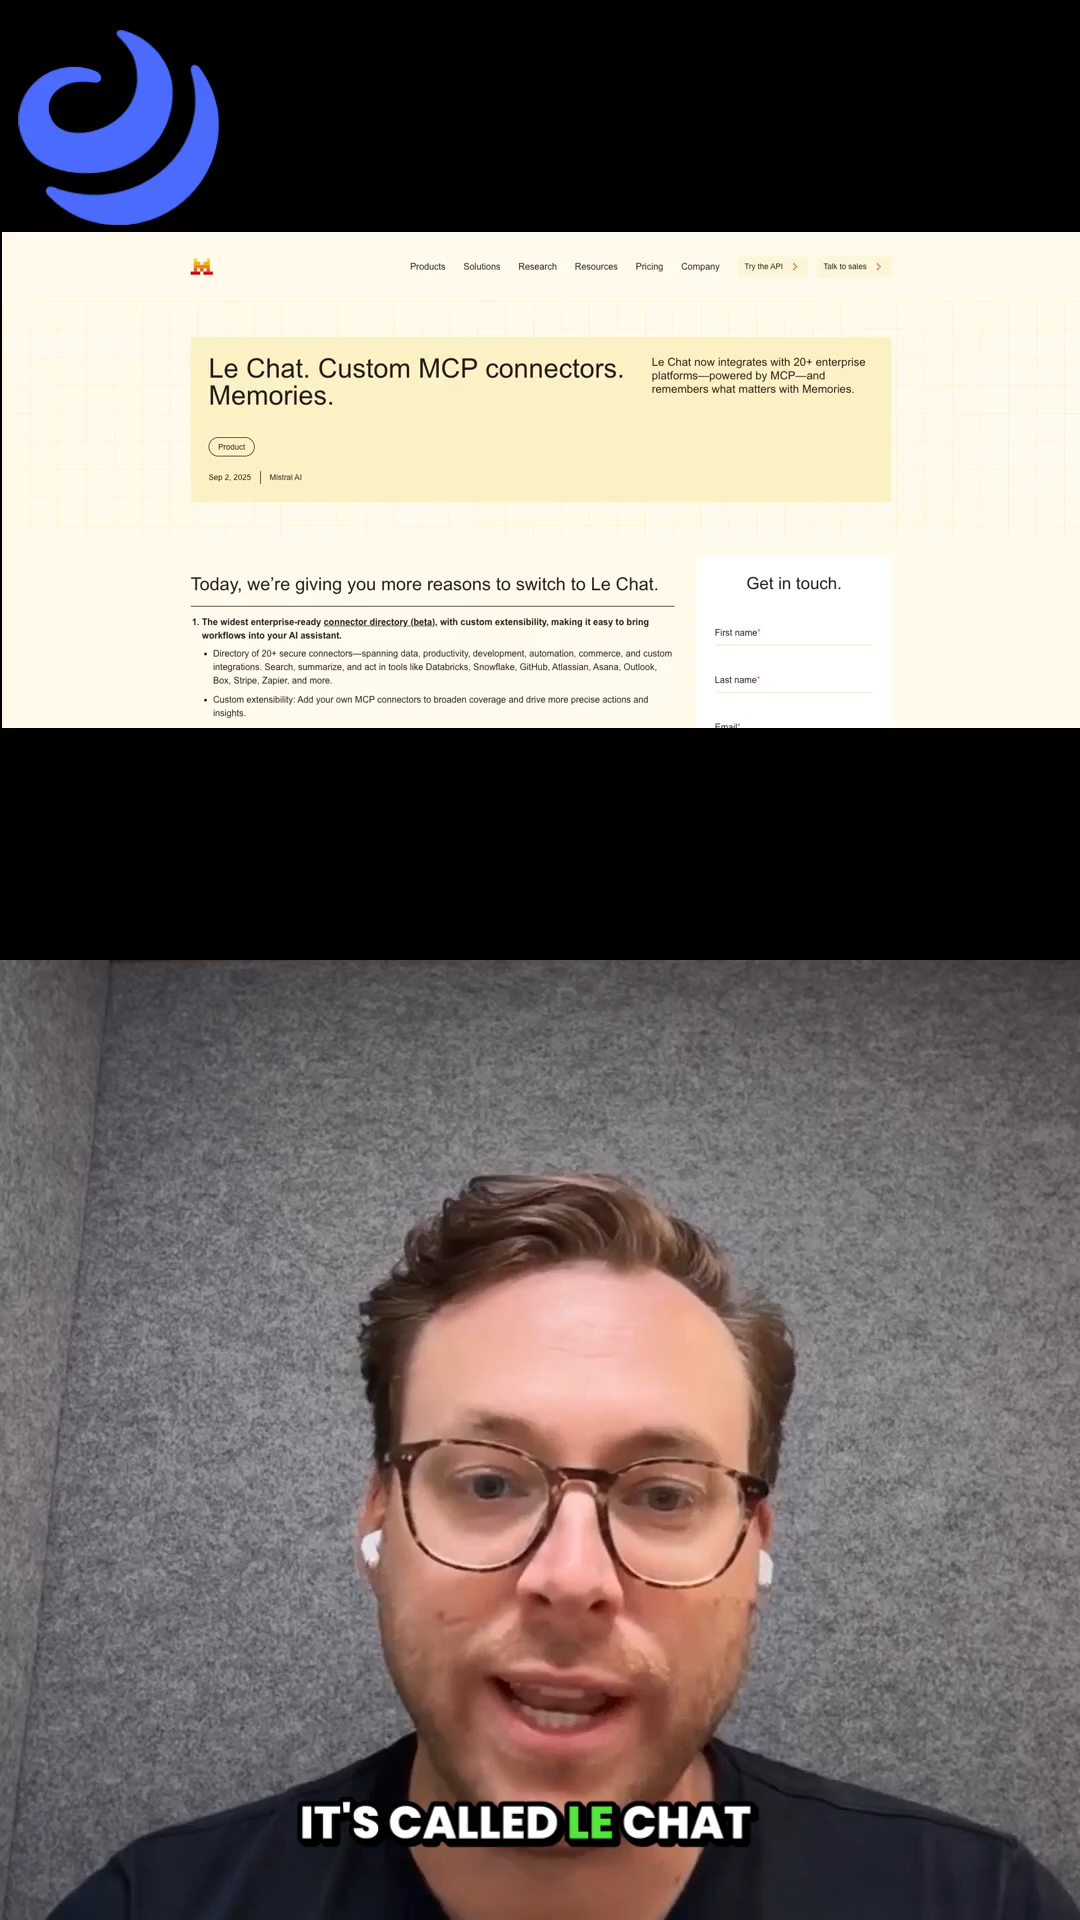 Products Solutions Research Resources Pricing Company Try the API Talk to sales
Le Chat. Custom MCP connectors.
Memories.
Le Chat now integrates with 20+ enterprise
platforms—powered by MCP—and
remembers what matters with Memories.
Product
Sep 2, 2025 Mistral AI
Today, we’re giving you more reasons to switch to Le Chat.
1. The widest enterprise-ready connector directory (beta), with custom extensibility, making it easy to bring
workflows into your AI assistant.
• Directory of 20+ secure connectors—spanning data, productivity, development, automation, commerce, and custom
integrations. Search, summarize, and act in tools like Databricks, Snowflake, GitHub, Atlassian, Asana, Outlook,
Box, Stripe, Zapier, and more.
• Custom extensibility: Add your own MCP connectors to broaden coverage and drive more precise actions and
insights.
Get in touch.
First name*
Last name*
Email*
IT'S CALLED LE CHAT